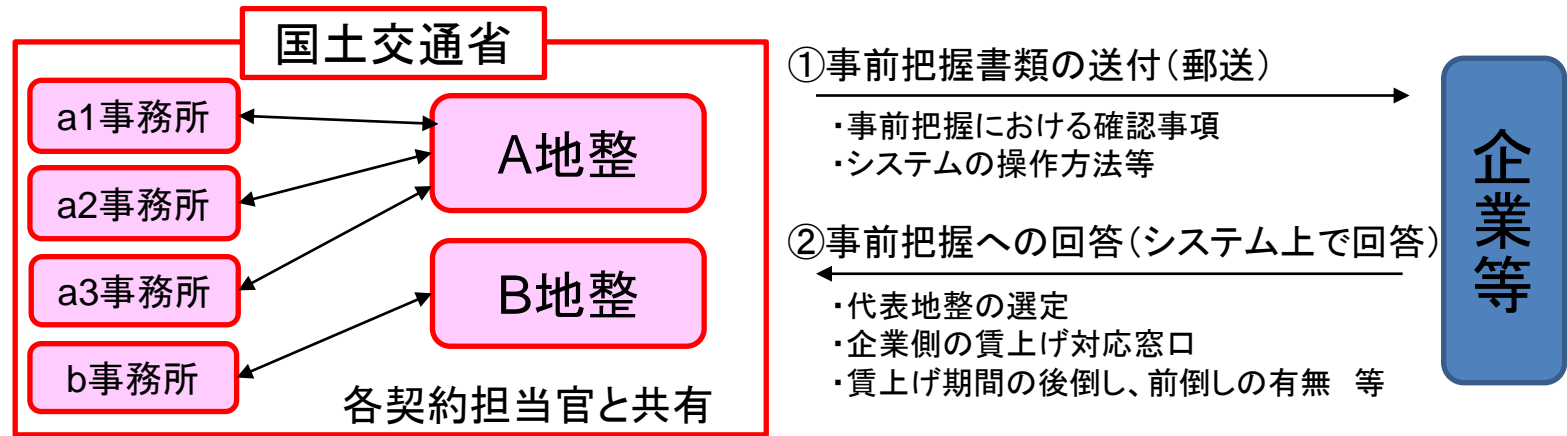 国土交通省
a1事務所
a2事務所
a3事務所
b事務所
A地整
B地整
各契約担当官と共有
①事前把握書類の送付(郵送)
・事前把握における確認事項
・システムの操作方法等
②事前把握への回答(システム上で回答)
・代表地整の選定
・企業側の賃上げ対応窓口
・賃上げ期間の後倒し、前倒しの有無 等
企業等